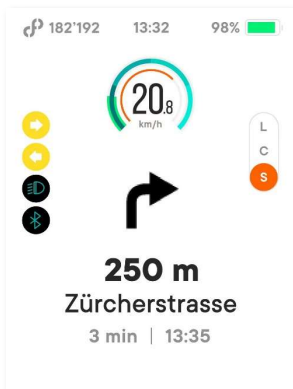 182'192 13:32 98%
20.8
km/h
L
C
S
250 m
Zürcherstrasse
3 min | 13:35